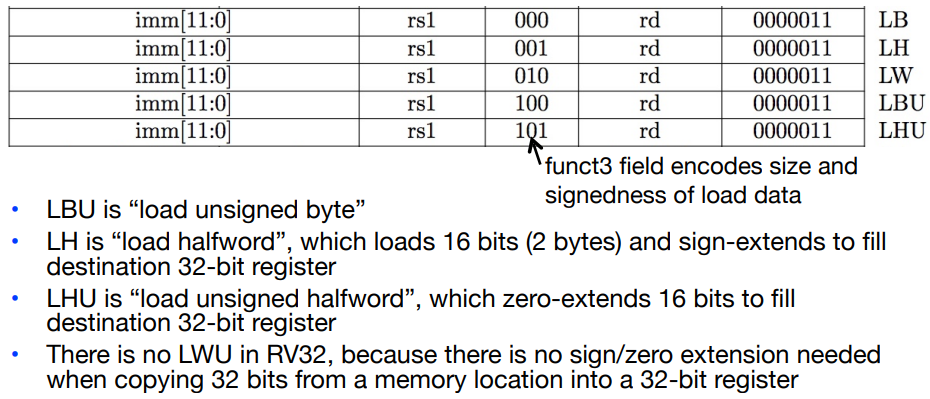 imm[11:0] rs1 000 rd 0000011 LB
imm[11:0] rs1 001 rd 0000011 LH
imm[11:0] rs1 010 rd 0000011 LW
imm[11:0] rs1 100 rd 0000011 LBU
imm[11:0] rs1 101 rd 0000011 LHU
funct3 field encodes size and
signedness of load data
• LBU is “load unsigned byte”
• LH is “load halfword”, which loads 16 bits (2 bytes) and sign-extends to fill
destination 32-bit register
• LHU is “load unsigned halfword”, which zero-extends 16 bits to fill
destination 32-bit register
• There is no LWU in RV32, because there is no sign/zero extension needed
when copying 32 bits from a memory location into a 32-bit register